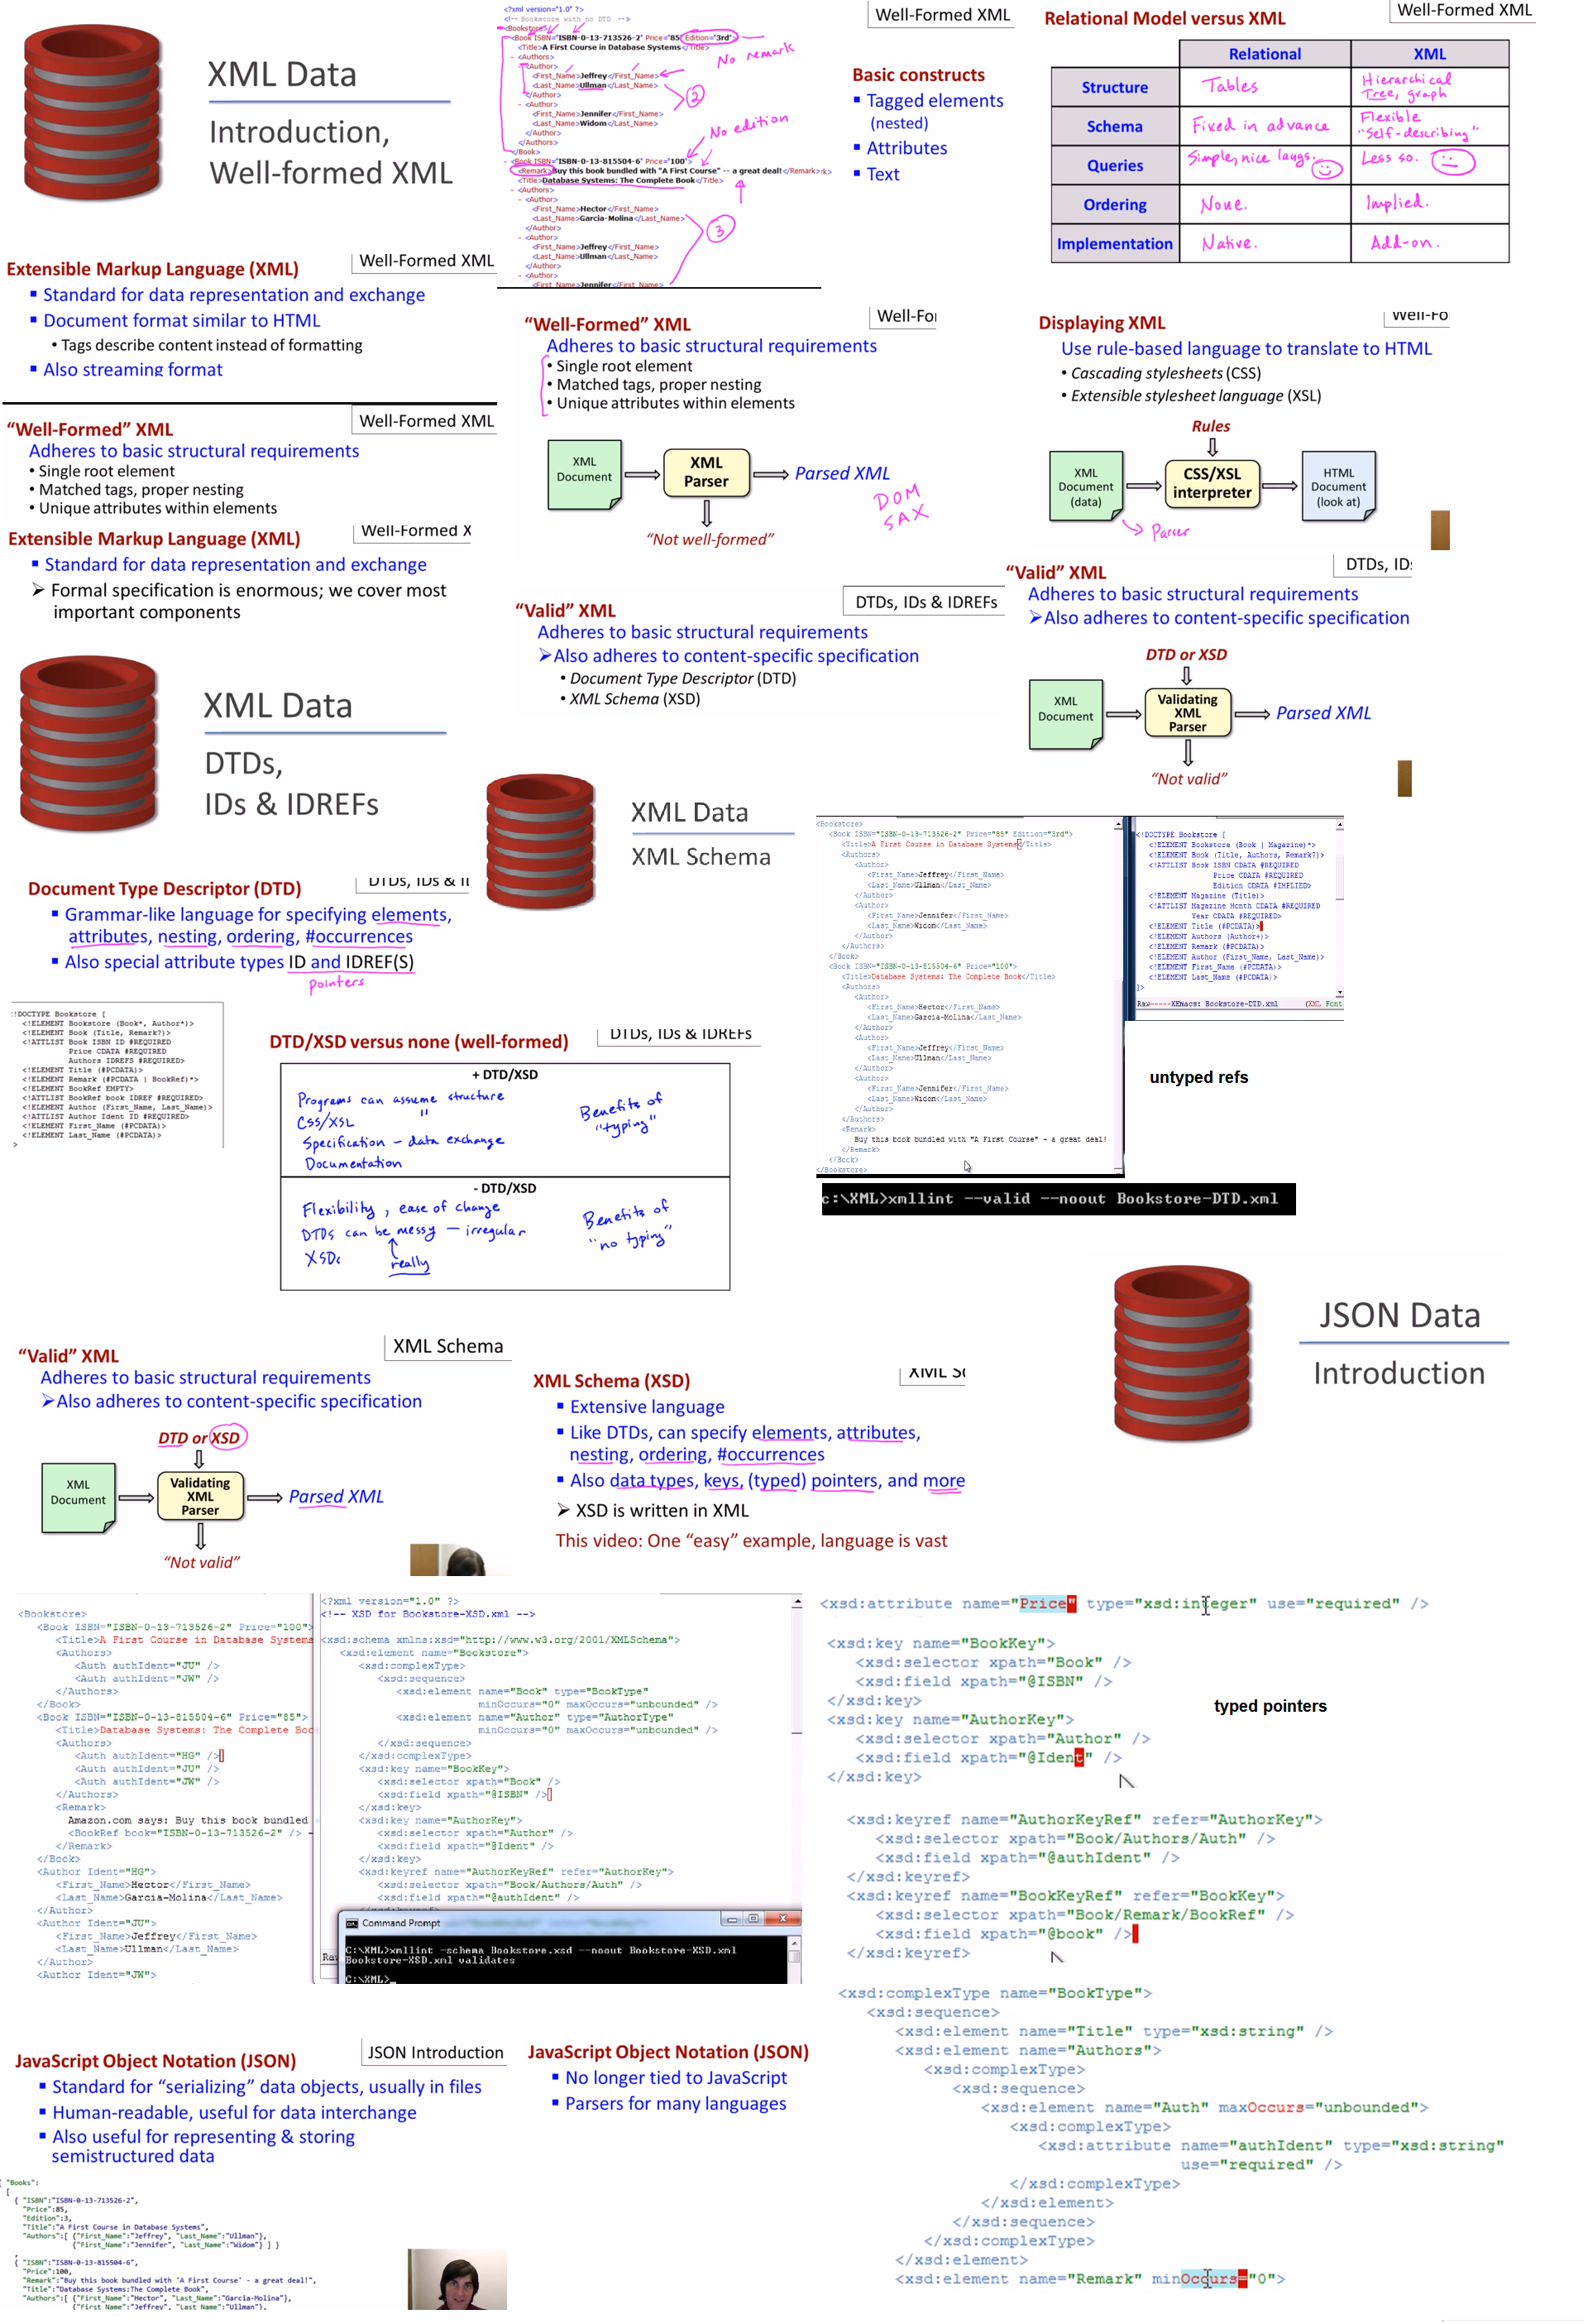 XML Data
Introduction,
Well-formed XML
<?xml version="1.0" ?>
<!-- Bookstore with no DTD -->
<Bookstore>
- <Book ISBN="ISBN-0-13-713526-2" Price="85" Edition="3rd">
<Title>A First Course in Database Systems</Title>
- <Authors>
- <Author>
<First_Name>Jeffrey</First_Name>
<Last_Name>Ullman</Last_Name>
</Author>
- <Author>
<First_Name>Jennifer</First_Name>
<Last_Name>Widom</Last_Name>
</Author>
</Authors>
</Book>
- <Book ISBN="ISBN-0-13-815504-6" Price="100">
<Remark>Buy this book bundled with "A First Course" -- a great deal!</Remark>
<Title>Database Systems: The Complete Book</Title>
- <Authors>
- <Author>
<First_Name>Hector</First_Name>
<Last_Name>Garcia-Molina</Last_Name>
</Author>
- <Author>
<First_Name>Jeffrey</First_Name>
<Last_Name>Ullman</Last_Name>
</Author>
- <Author>
<First_Name>Jennifer</First_Name>
No remark
2
No edition
3
Well-Formed XML
Basic constructs
Tagged elements
(nested)
Attributes
Text
Relational Model versus XML
Well-Formed XML
Relational XML
Structure Tables Hierarchical Tree, graph
Schema Fixed in advance Flexible "Self-describing"
Queries Simple, nice langs. Less so.
Ordering None. Implied.
Implementation Native. Add-on.
Extensible Markup Language (XML)
Well-Formed XML
Standard for data representation and exchange
Document format similar to HTML
• Tags describe content instead of formatting
Also streaming format
"Well-Formed" XML
Well-Formed XML
Adheres to basic structural requirements
• Single root element
• Matched tags, proper nesting
• Unique attributes within elements
Extensible Markup Language (XML)
Well-Formed X
Standard for data representation and exchange
➢ Formal specification is enormous; we cover most
important components
"Well-Formed" XML
Adheres to basic structural requirements
• Single root element
• Matched tags, proper nesting
• Unique attributes within elements
XML Document
XML Parser
Parsed XML
DOM
SAX
"Not well-formed"
Displaying XML
Use rule-based language to translate to HTML
• Cascading stylesheets (CSS)
• Extensible stylesheet language (XSL)
Rules
XML Document (data)
CSS/XSL interpreter
HTML Document (look at)
Parser
"Valid" XML
DTDs, IDs & IDREFs
Adheres to basic structural requirements
➢Also adheres to content-specific specification
• Document Type Descriptor (DTD)
• XML Schema (XSD)
"Valid" XML
Adheres to basic structural requirements
➢Also adheres to content-specific specification
DTD or XSD
XML Document
Validating XML Parser
Parsed XML
"Not valid"
XML Data
DTDs,
IDs & IDREFs
XML Data
XML Schema
Document Type Descriptor (DTD)
Grammar-like language for specifying elements,
attributes, nesting, ordering, #occurrences
Also special attribute types ID and IDREF(S)
pointers
!DOCTYPE Bookstore [
<!ELEMENT Bookstore (Book*, Author*)>
<!ELEMENT Book (Title, Remark?)>
<!ATTLIST Book ISBN ID #REQUIRED
Price CDATA #REQUIRED
Authors IDREFS #REQUIRED>
<!ELEMENT Title (#PCDATA)>
<!ELEMENT Remark (#PCDATA | BookRef)*>
<!ELEMENT BookRef EMPTY>
<!ATTLIST BookRef book IDREF #REQUIRED>
<!ELEMENT Author (First_Name, Last_Name)>
<!ATTLIST Author Ident ID #REQUIRED>
<!ELEMENT First_Name (#PCDATA)>
<!ELEMENT Last_Name (#PCDATA)>
>
DTD/XSD versus none (well-formed)
DTDs, IDs & IDREFs
+ DTD/XSD
Programs can assume structure
CSS/XSL "
Specification - data exchange
Documentation
Benefits of "typing"
- DTD/XSD
Flexibility, ease of change
DTDs can be messy - irregular
XSDs really
Benefits of "no typing"
<Bookstore>
<Book ISBN="ISBN-0-13-713526-2" Price="85" Edition="3rd">
<Title>A First Course in Database Systems</Title>
<Authors>
<Author>
<First_Name>Jeffrey</First_Name>
<Last_Name>Ullman</Last_Name>
</Author>
<Author>
<First_Name>Jennifer</First_Name>
<Last_Name>Widom</Last_Name>
</Author>
</Authors>
</Book>
<Book ISBN="ISBN-0-13-815504-6" Price="100">
<Title>Database Systems: The Complete Book</Title>
<Authors>
<Author>
<First_Name>Hector</First_Name>
<Last_Name>Garcia-Molina</Last_Name>
</Author>
<Author>
<First_Name>Jeffrey</First_Name>
<Last_Name>Ullman</Last_Name>
</Author>
<Author>
<First_Name>Jennifer</First_Name>
<Last_Name>Widom</Last_Name>
</Author>
</Authors>
<Remark>
Buy this book bundled with "A First Course" - a great deal!
</Remark>
</Book>
</Bookstore>
<!DOCTYPE Bookstore [
<!ELEMENT Bookstore (Book | Magazine)*>
<!ELEMENT Book (Title, Authors, Remark?)>
<!ATTLIST Book ISBN CDATA #REQUIRED
Price CDATA #REQUIRED
Edition CDATA #IMPLIED>
<!ELEMENT Magazine (Title)>
<!ATTLIST Magazine Month CDATA #REQUIRED
Year CDATA #REQUIRED>
<!ELEMENT Title (#PCDATA)>
<!ELEMENT Authors (Author+)>
<!ELEMENT Remark (#PCDATA)>
<!ELEMENT Author (First_Name, Last_Name)>
<!ELEMENT First_Name (#PCDATA)>
<!ELEMENT Last_Name (#PCDATA)>
]>
Raw-----XEmacs: Bookstore-DTD.xml (XML Font
untyped refs
c:\XML>xmllint --valid --noout Bookstore-DTD.xml
JSON Data
Introduction
"Valid" XML
XML Schema
Adheres to basic structural requirements
➢Also adheres to content-specific specification
DTD or XSD
XML Document
Validating XML Parser
Parsed XML
"Not valid"
XML Schema (XSD)
Extensive language
Like DTDs, can specify elements, attributes,
nesting, ordering, #occurrences
Also data types, keys, (typed) pointers, and more
➢ XSD is written in XML
This video: One "easy" example, language is vast
<Bookstore>
<Book ISBN="ISBN-0-13-713526-2" Price="100">
<Title>A First Course in Database Systems
<Authors>
<Auth authIdent="JU" />
<Auth authIdent="JW" />
</Authors>
</Book>
<Book ISBN="ISBN-0-13-815504-6" Price="85">
<Title>Database Systems: The Complete Boo
<Authors>
<Auth authIdent="HG" />
<Auth authIdent="JU" />
<Auth authIdent="JW" />
</Authors>
<Remark>
Amazon.com says: Buy this book bundled
<BookRef book="ISBN-0-13-713526-2" /> -
</Remark>
</Book>
<Author Ident="HG">
<First_Name>Hector</First_Name>
<Last_Name>Garcia-Molina</Last_Name>
</Author>
<Author Ident="JU">
<First_Name>Jeffrey</First_Name>
<Last_Name>Ullman</Last_Name>
</Author>
<Author Ident="JW">
<?xml version="1.0" ?>
<!-- XSD for Bookstore-XSD.xml -->
<xsd:schema xmlns:xsd="http://www.w3.org/2001/XMLSchema">
<xsd:element name="Bookstore">
<xsd:complexType>
<xsd:sequence>
<xsd:element name="Book" type="BookType"
minOccurs="0" maxOccurs="unbounded" />
<xsd:element name="Author" type="AuthorType"
minOccurs="0" maxOccurs="unbounded" />
</xsd:sequence>
</xsd:complexType>
<xsd:key name="BookKey">
<xsd:selector xpath="Book" />
<xsd:field xpath="@ISBN" />
</xsd:key>
<xsd:key name="AuthorKey">
<xsd:selector xpath="Author" />
<xsd:field xpath="@Ident" />
</xsd:key>
<xsd:keyref name="AuthorKeyRef" refer="AuthorKey">
<xsd:selector xpath="Book/Authors/Auth" />
<xsd:field xpath="@authIdent" />
Command Prompt
C:\XML>xmllint -schema Bookstore.xsd --noout Bookstore-XSD.xml
Bookstore-XSD.xml validates
C:\XML>_
<xsd:attribute name="Price" type="xsd:integer" use="required" />
<xsd:key name="BookKey">
<xsd:selector xpath="Book" />
<xsd:field xpath="@ISBN" />
</xsd:key>
<xsd:key name="AuthorKey">
<xsd:selector xpath="Author" />
<xsd:field xpath="@Ident" />
</xsd:key>
typed pointers
<xsd:keyref name="AuthorKeyRef" refer="AuthorKey">
<xsd:selector xpath="Book/Authors/Auth" />
<xsd:field xpath="@authIdent" />
</xsd:keyref>
<xsd:keyref name="BookKeyRef" refer="BookKey">
<xsd:selector xpath="Book/Remark/BookRef" />
<xsd:field xpath="@book" />
</xsd:keyref>
<xsd:complexType name="BookType">
<xsd:sequence>
<xsd:element name="Title" type="xsd:string" />
<xsd:element name="Authors">
<xsd:complexType>
<xsd:sequence>
<xsd:element name="Auth" maxOccurs="unbounded">
<xsd:complexType>
<xsd:attribute name="authIdent" type="xsd:string"
use="required" />
</xsd:complexType>
</xsd:element>
</xsd:sequence>
</xsd:complexType>
</xsd:element>
<xsd:element name="Remark" minOccurs="0">
JavaScript Object Notation (JSON)
JSON Introduction
Standard for "serializing" data objects, usually in files
Human-readable, useful for data interchange
Also useful for representing & storing
semistructured data
JavaScript Object Notation (JSON)
No longer tied to JavaScript
Parsers for many languages
{ "Books":
[
{ "ISBN":"ISBN-0-13-713526-2",
"Price":85,
"Edition":3,
"Title":"A First Course in Database Systems",
"Authors":[ {"First_Name":"Jeffrey", "Last_Name":"Ullman"},
{"First_Name":"Jennifer", "Last_Name":"Widom"} ] }
,
{ "ISBN":"ISBN-0-13-815504-6",
"Price":100,
"Remark":"Buy this book bundled with 'A First Course' - a great deal!",
"Title":"Database Systems:The Complete Book",
"Authors":[ {"First_Name":"Hector", "Last_Name":"Garcia-Molina"},
{"First_Name":"Jeffrey", "Last_Name":"Ullman"},